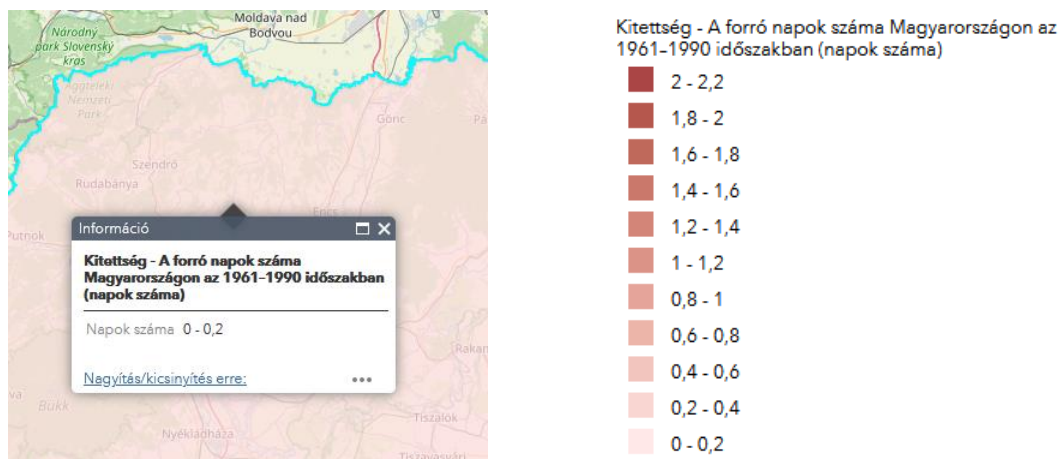 Moldava nad
Bodvou
Národný
park Slovenský
kras
Aggteleki
Nemzeti
Park
Gönc
Pá
Szendrő
Rudabánya
Encs
Putnok
Információ
Kitettség - A forró napok száma
Magyarországon az 1961-1990 időszakban
(napok száma)
Napok száma 0 - 0,2
Nagyítás/kicsinyítés erre:
Rakam
va
Bükk
Tiszalök
Nyékládháza
Tiszavasvári
Kitettség - A forró napok száma Magyarországon az
1961-1990 időszakban (napok száma)
2 - 2,2
1,8 - 2
1,6 - 1,8
1,4 - 1,6
1,2 - 1,4
1 - 1,2
0,8 - 1
0,6 - 0,8
0,4 - 0,6
0,2 - 0,4
0 - 0,2